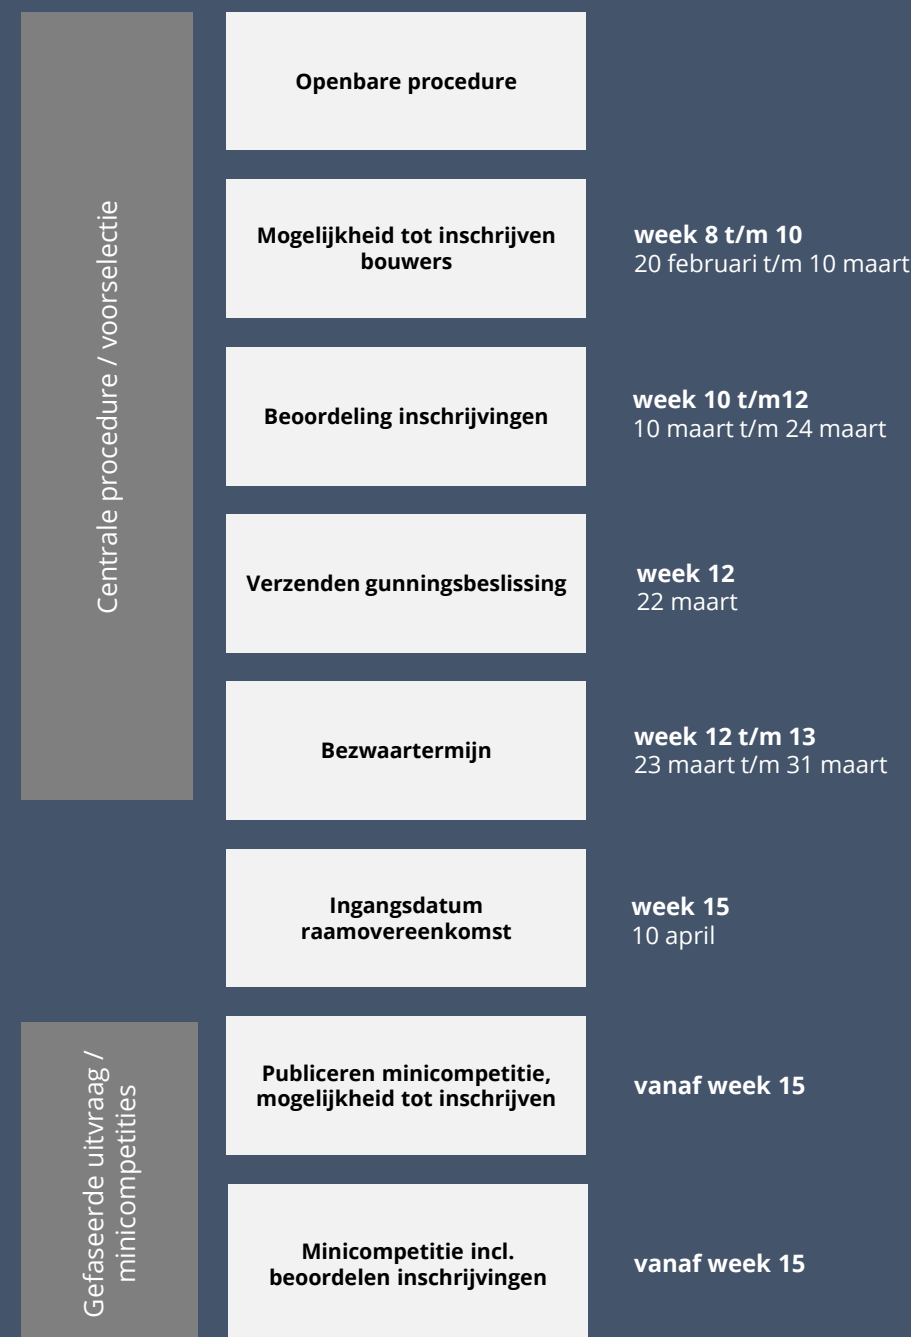 Centrale procedure / voorselectie
Openbare procedure
Mogelijkheid tot inschrijven
bouwers
week 8 t/m 10
20 februari t/m 10 maart
Beoordeling inschrijvingen
week 10 t/m12
10 maart t/m 24 maart
Verzenden gunningsbeslissing
week 12
22 maart
Bezwaartermijn
week 12 t/m 13
23 maart t/m 31 maart
Ingangsdatum
raamovereenkomst
week 15
10 april
Gefaseerde uitvraag /
minicompetities
Publiceren minicompetitie,
mogelijkheid tot inschrijven
vanaf week 15
Minicompetitie incl.
beoordelen inschrijvingen
vanaf week 15